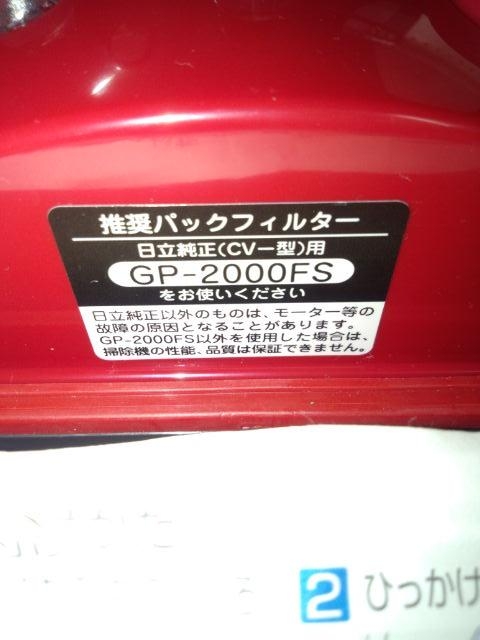 推奨パックフィルター
日立純正(CV－型)用
GP-2000FS
をお使いください
日立純正以外のものは、モーター等の
故障の原因となることがあります。
GP-2000FS以外を使用した場合は、
掃除機の性能、品質は保証できません。
2 ひっかけ